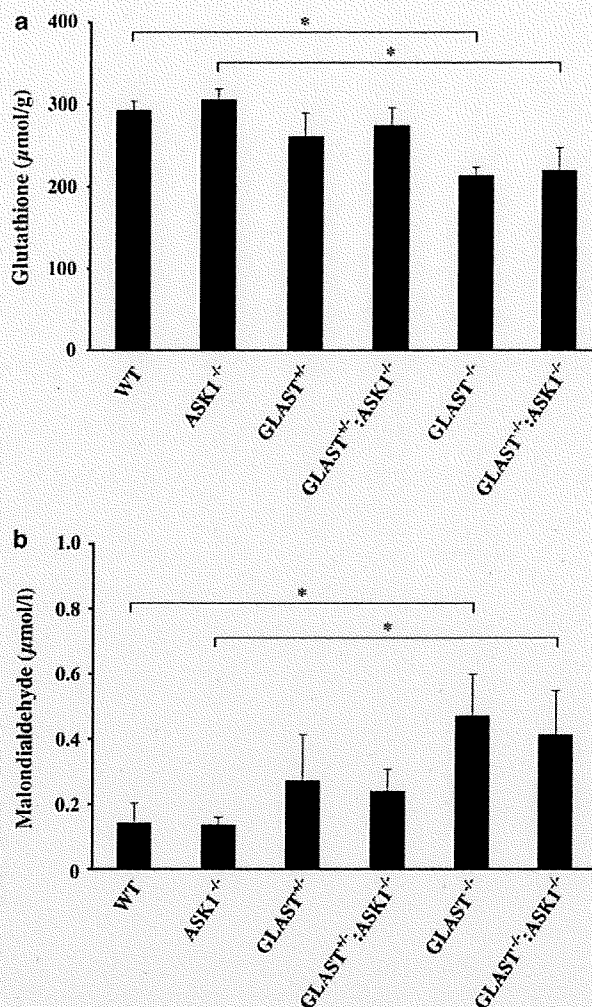 a
400
300
200
100
0
Glutathione (µmol/g)
*
*
WT
ASK1-/-
GLAST+/-
GLAST+/-:ASK1-/-
GLAST-/-
GLAST-/-:ASK1-/-
b
1.0
0.8
0.6
0.4
0.2
0
Malondialdehyde (µmol/l)
*
*
WT
ASK1-/-
GLAST+/-
GLAST+/-:ASK1-/-
GLAST-/-
GLAST-/-:ASK1-/-